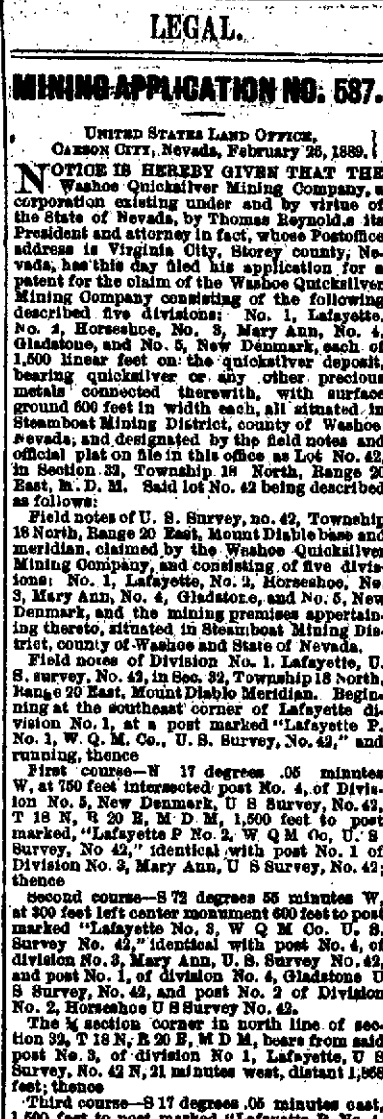 LEGAL.
MINING APPLICATION NO. 587.
UNITED STATES LAND OFFICE,
CARSON CITY, Nevada, February 26, 1889.
NOTICE IS HEREBY GIVEN THAT THE
Washoe Quicksilver Mining Company, a
corporation existing under and by virtue of
the State of Nevada, by Thomas Reynold.s its
President and attorney in fact, whose Postoffice
address is Virginia City, Storey county, Ne-
vada, has this day filed his application for a
patent for the claim of the Washoe Quicksilver
Mining Company consisting of the following
described five divisions: No. 1, Lafayette,
No. 2, Horseshoe, No. 3, Mary Ann, No. 4,
Gladstone, and No. 5, New Denmark, each of
1,500 linear feet on the quicksilver deposit,
bearing quicksilver or any other precious
metals connected therewith, with surface
ground 600 feet in width each, all situated in
Steamboat Mining District, county of Washoe
Nevada; and designated by the field notes and
official plat on file in this office as Lot No. 42,
in Section 32, Township 18 North, Range 20
East, M. D. M. Said lot No. 42 being described
as follows:
Field notes of U. S. Survey, no. 42, Township
18 North, Range 20 East, Mount Diable base and
meridian, claimed by the Washoe Quicksilver
Mining Company, and consisting of five divis-
ions: No. 1, Lafayette, No. 2, Horseshoe, No
3, Mary Ann, No. 4, Gladstone, and No. 5, New
Denmark, and the mining premises appertain-
ing thereto, situated in Steamboat Mining Dis-
trict, county of Washoe and State of Nevada.
Field notes of Division No. 1. Lafayette, U.
S. survey, No. 42, in Sec. 32, Township 18 North,
Range 20 East, Mount Diablo Meridian. Begin-
ning at the southeast corner of Lafayette di-
vision No. 1, at a post marked "Lafayette P.
No. 1, W. Q. M. Co., U. S. Survey, No. 42," and
running, thence
First course—N 17 degrees .05 minutes
W, at 750 feet intersected post No. 4, of Divis-
ion No. 5, New Denmark, U S Survey, No. 42,
T 18 N, R 20 E, M D M, 1,500 feet to post
marked, "Lafayette P No. 2, W Q M Co, U. S
Survey, No 42," identical with post No. 1 of
Division No. 3, Mary Ann, U S Survey, No. 42;
thence
Second course—S 72 degrees 55 minutes W,
at 300 feet left center monument 600 feet to post
marked "Lafayette No. 3, W Q M Co. U. S.
Survey No. 42," identical with post No. 4, of
division No. 3, Mary Ann, U. S. Survey No. 42,
and post No. 1, of division No. 4, Gladstone U
S Survey, No. 42, and post No. 2 of Division
No. 2, Horseshoe U S Survey No. 42.
The ¼ section corner in north line of sec-
tion 32, T 18 N, R 20 E, M D M, bears from said
post No. 3, of division No 1, Lafayette, U S
Survey, No. 42 N, 21 minutes west, distant 1,868
feet; thence
Third course—S 17 degrees .05 minutes east,
1,500 feet to post marked "Lafayette P. No.